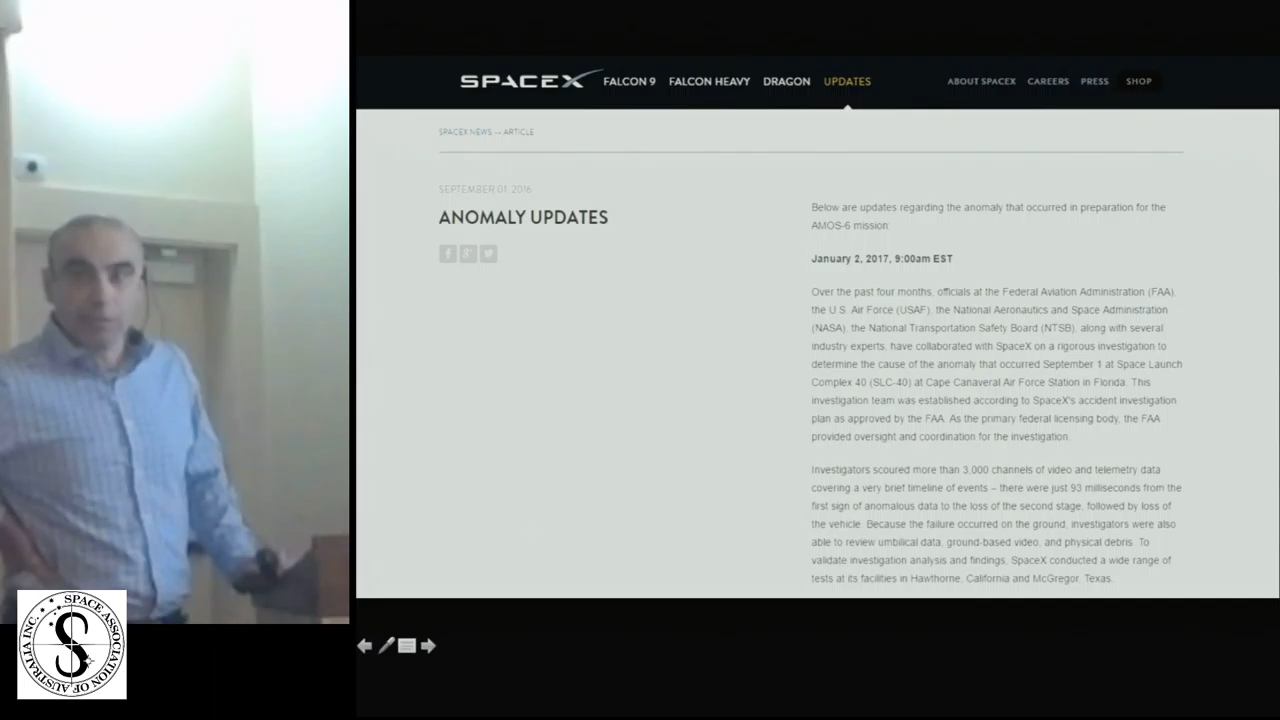 SPACEX FALCON 9 FALCON HEAVY DRAGON UPDATES ABOUT SPACEX CAREERS PRESS SHOP
SPACEX NEWS — ARTICLE
SEPTEMBER 01, 2016
ANOMALY UPDATES
Below are updates regarding the anomaly that occurred in preparation for the
AMOS-6 mission:
January 2, 2017, 9:00am EST
Over the past four months, officials at the Federal Aviation Administration (FAA),
the U.S. Air Force (USAF), the National Aeronautics and Space Administration
(NASA), the National Transportation Safety Board (NTSB), along with several
industry experts, have collaborated with SpaceX on a rigorous investigation to
determine the cause of the anomaly that occurred September 1 at Space Launch
Complex 40 (SLC-40) at Cape Canaveral Air Force Station in Florida. This
investigation team was established according to SpaceX's accident investigation
plan as approved by the FAA. As the primary federal licensing body, the FAA
provided oversight and coordination for the investigation.
Investigators scoured more than 3,000 channels of video and telemetry data
covering a very brief timeline of events – there were just 93 milliseconds from the
first sign of anomalous data to the loss of the second stage, followed by loss of
the vehicle. Because the failure occurred on the ground, investigators were also
able to review umbilical data, ground-based video, and physical debris. To
validate investigation analysis and findings, SpaceX conducted a wide range of
tests at its facilities in Hawthorne, California and McGregor, Texas.
SPACE ASSOCIATION OF AUSTRALIA INC.
S